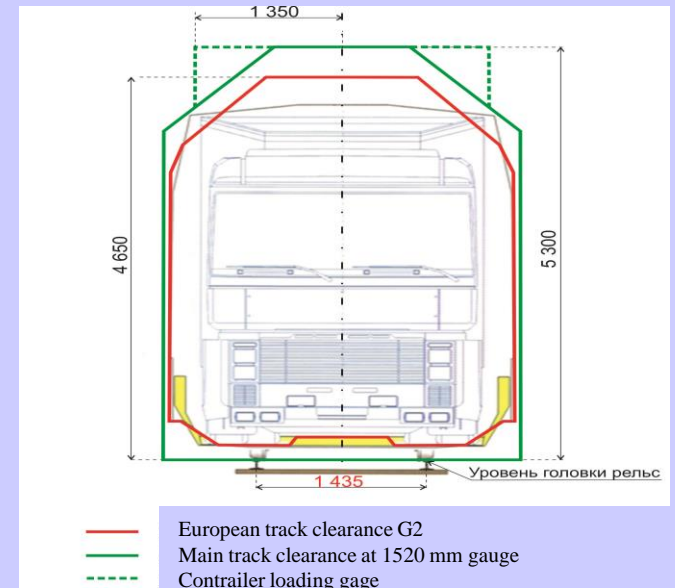 1 350
4 650
5 300
1 435
Уровень головки рельс
European track clearance G2
Main track clearance at 1520 mm gauge
Contrailer loading gage